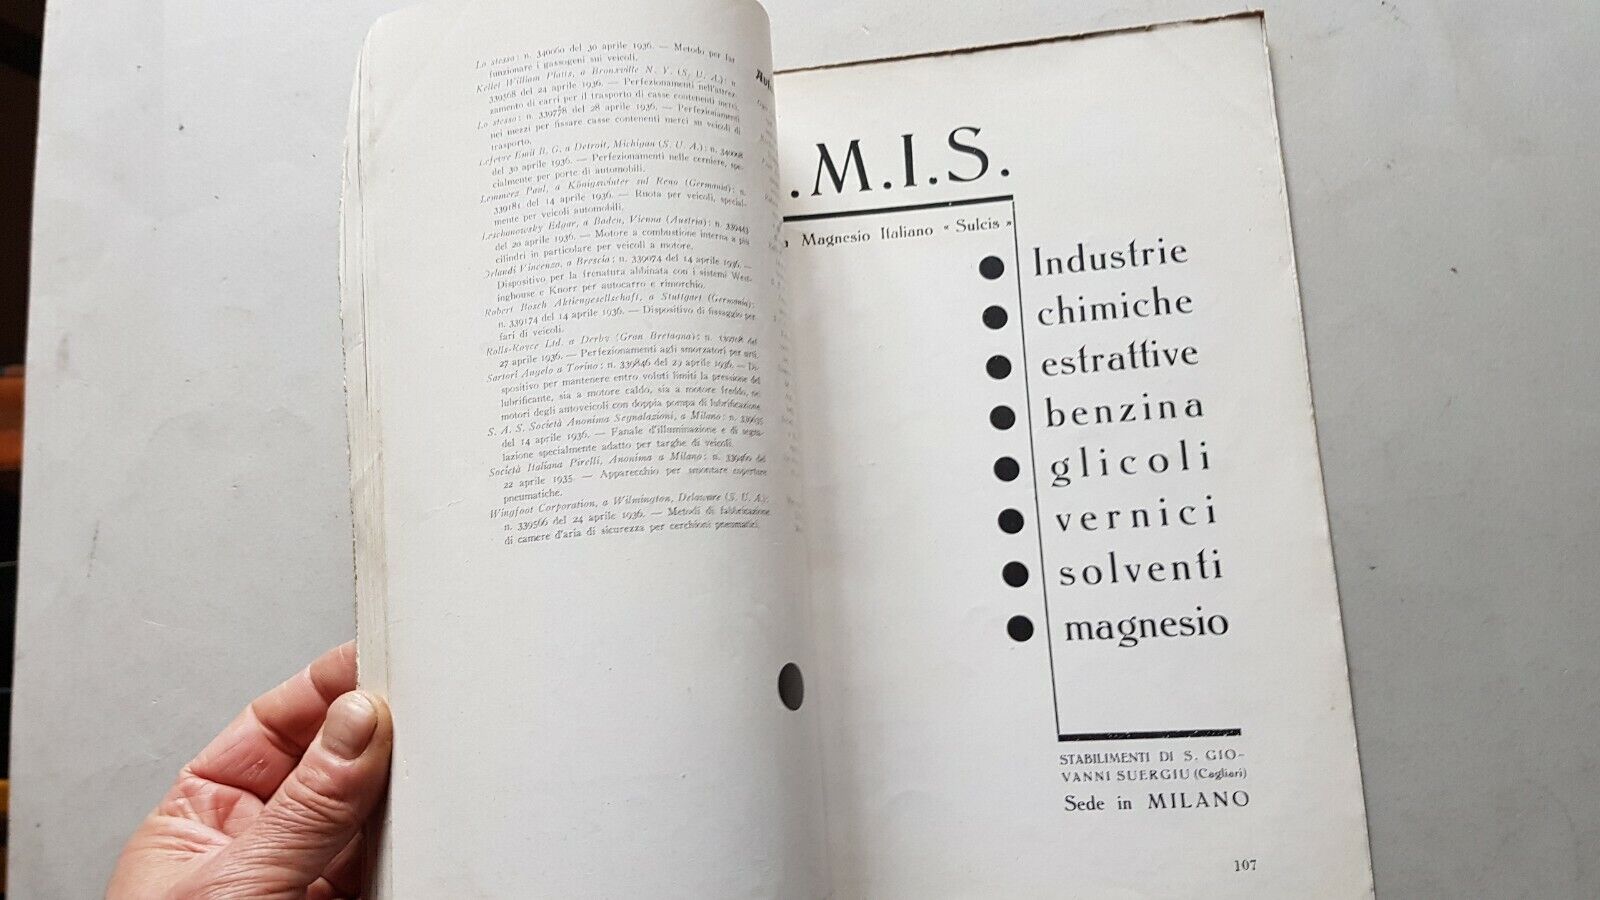 Lo stesso: n. 340060 del 30 aprile 1936. — Metodo per far
funzionare i gassogeni sui veicoli.
Kellei William Platts, a Bronxville N. Y. (S. U. A.): n.
339368 del 24 aprile 1936. — Perfezionamenti nell'attrez-
zamento di carri per il trasporto di casse contenenti merci.
Lo stesso: n. 339778 del 28 aprile 1936. — Perfezionamenti
nei mezzi per fissare casse contenenti merci su veicoli di
trasporto.
Lefevre Emil B. G. a Detroit, Michigan (S. U. A.): n. 340008
del 30 aprile 1936. — Perfezionamenti nelle cerniere, spe-
cialmente per porte di automobili.
Lemmerz Paul, a Königswinter sul Reno (Germania): n.
339181 del 14 aprile 1936. — Ruota per veicoli, special-
mente per veicoli automobili.
Leschanowsky Edgar, a Baden, Vienna (Austria): n. 339443
del 20 aprile 1936. — Motore a combustione interna a più
cilindri in particolare per veicoli a motore.
Orlandi Vincenzo, a Brescia: n. 339074 del 14 aprile 1936. —
Dispositivo per la frenatura abbinata con i sistemi West-
inghouse e Knorr per autocarro e rimorchio.
Robert Bosch Aktiengesellschaft, a Stuttgart (Germania):
n. 339174 del 14 aprile 1936. — Dispositivo di fissaggio per
fari di veicoli.
Rolls-Royce Ltd. a Derby (Gran Bretagna): n. del
27 aprile 1936. — Perfezionamenti agli smorzatori per urti.
Sartori Angelo a Torino: n. 339846 del 29 aprile 1936. — Di-
spositivo per mantenere entro voluti limiti la pressione del
lubrificante, sia a motore caldo, sia a motore freddo, nei
motori degli autoveicoli con doppia pompa di lubrificazione
S. A. S. Società Anonima Segnalazioni, a Milano: n. 339635
del 14 aprile 1936. — Fanale d'illuminazione e di segna-
lazione specialmente adatto per targhe di veicoli.
Società Italiana Pirelli, Anonima a Milano: n. 339460 del
22 aprile 1935. — Apparecchio per smontare coperture
pneumatiche.
Wingfoot Corporation, a Wilmington, Delaware (S. U. A.):
n. 339566 del 24 aprile 1936. — Metodi di fabbricazione
di camere d'aria di sicurezza per cerchioni pneumatici.
.M.I.S.
Magnesio Italiano « Sulcis »
● Industrie
● chimiche
● estrattive
● benzina
● glicoli
● vernici
● solventi
● magnesio
STABILIMENTI DI S. GIO-
VANNI SUERGIU (Cagliari)
Sede in MILANO
107